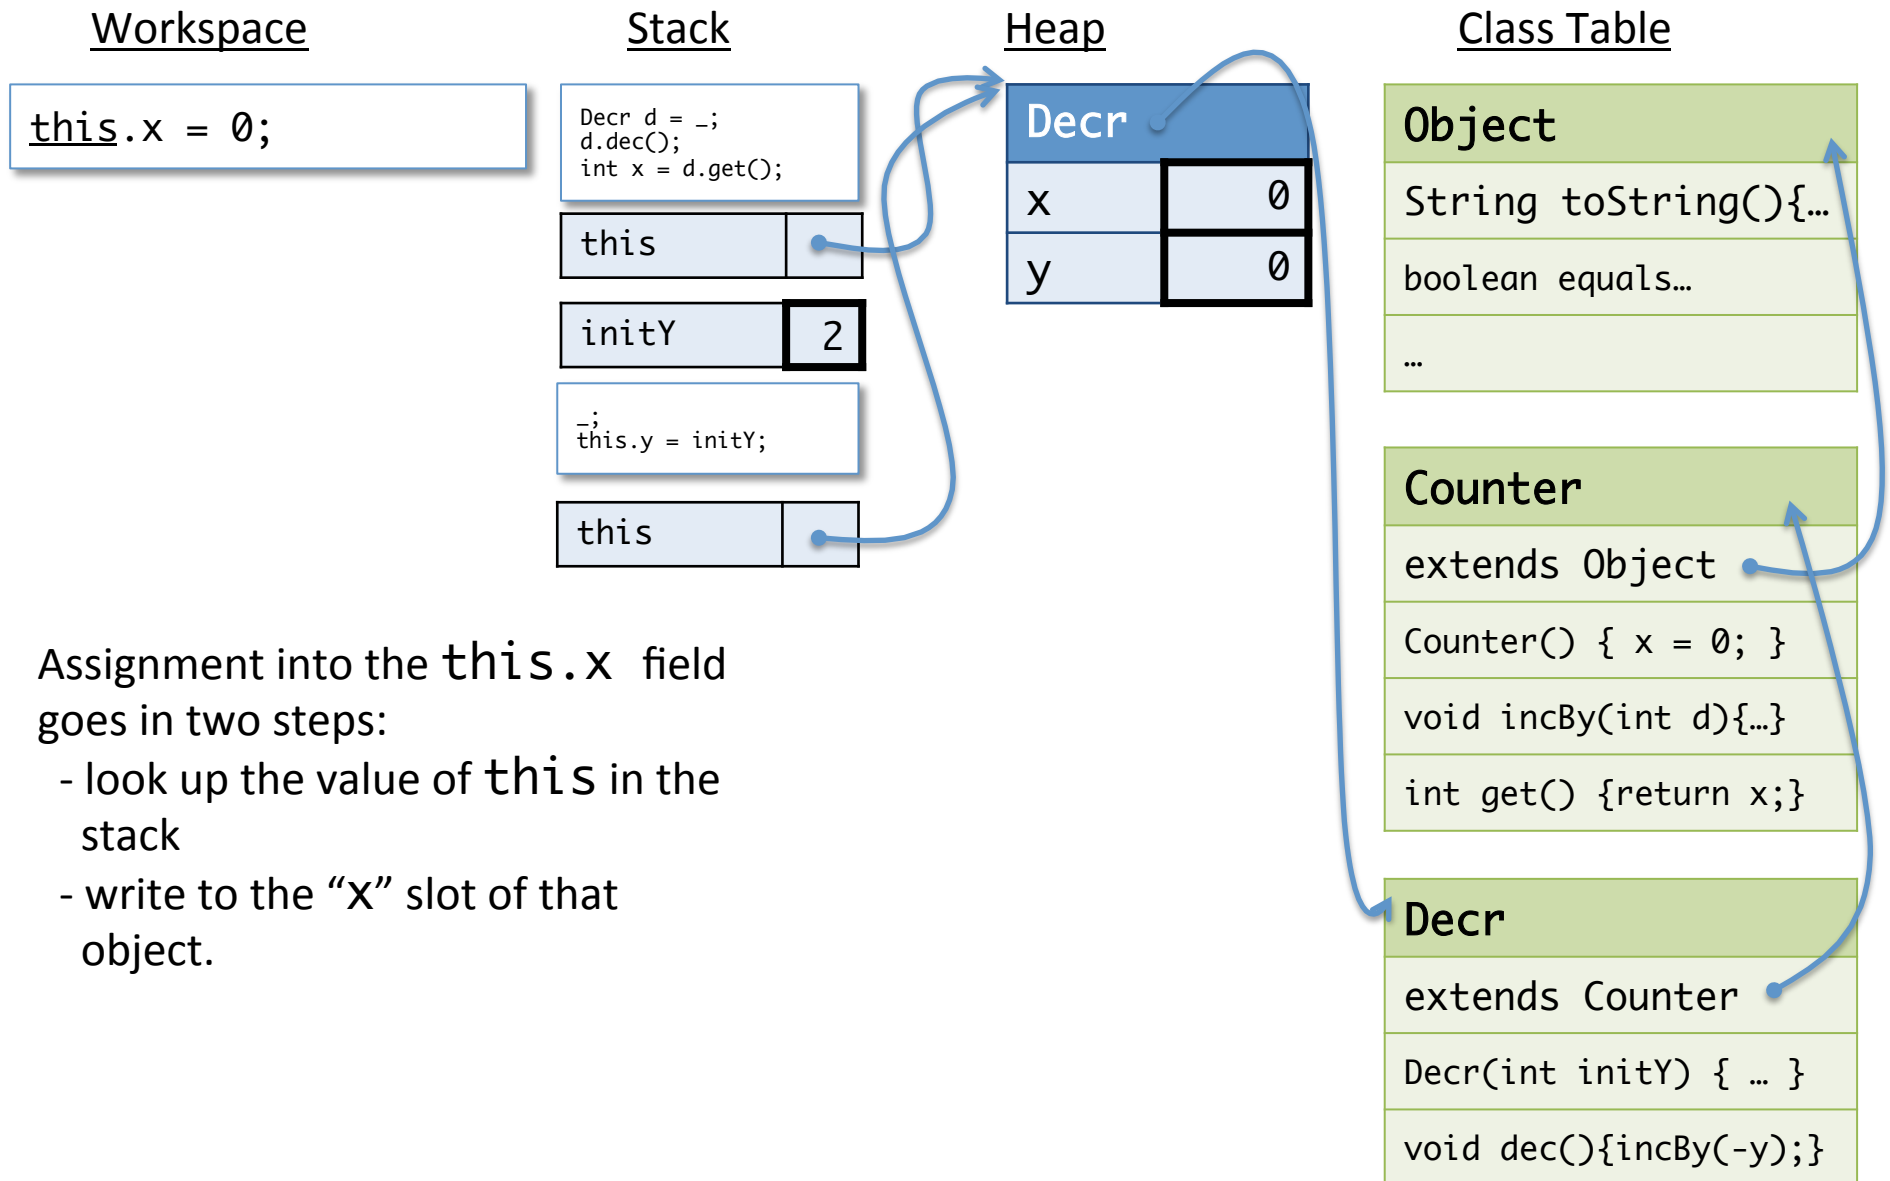 Workspace
this.x = 0;
Stack
Decr d = _;
d.dec();
int x = d.get();
this
initY 2
_;
this.y = initY;
this
Heap
Decr
x 0
y 0
Class Table
Object
String toString(){…
boolean equals…
…
Counter
extends Object
Counter() { x = 0; }
void incBy(int d){…}
int get() {return x;}
Decr
extends Counter
Decr(int initY) { … }
void dec(){incBy(-y);}
Assignment into the this.x field
goes in two steps:
- look up the value of this in the
stack
- write to the “x” slot of that
object.